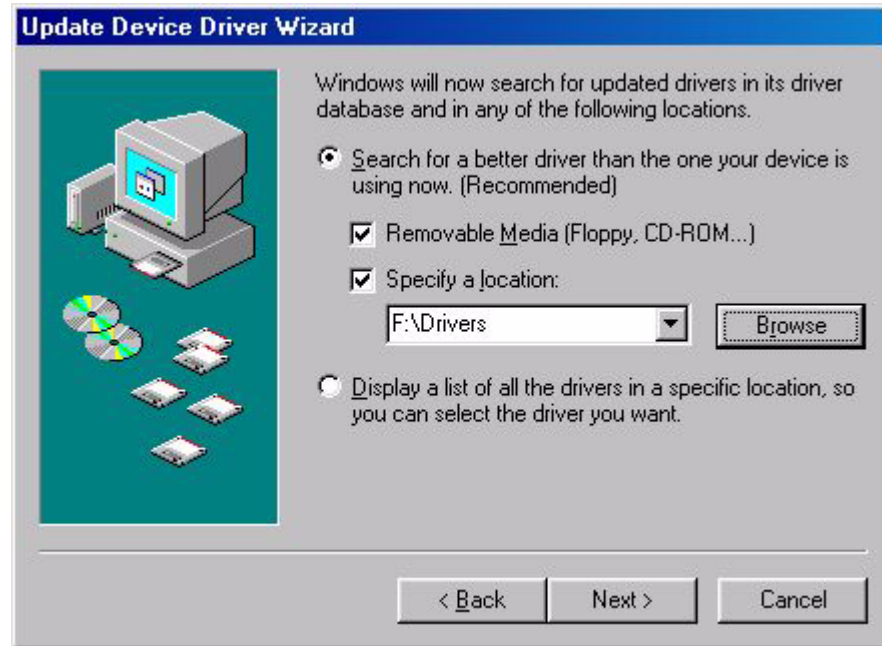 Update Device Driver Wizard
Windows will now search for updated drivers in its driver
database and in any of the following locations.
Search for a better driver than the one your device is
using now. (Recommended)
Removable Media (Floppy, CD-ROM...)
Specify a location:
F:\Drivers
Browse
Display a list of all the drivers in a specific location, so
you can select the driver you want.
< Back
Next >
Cancel